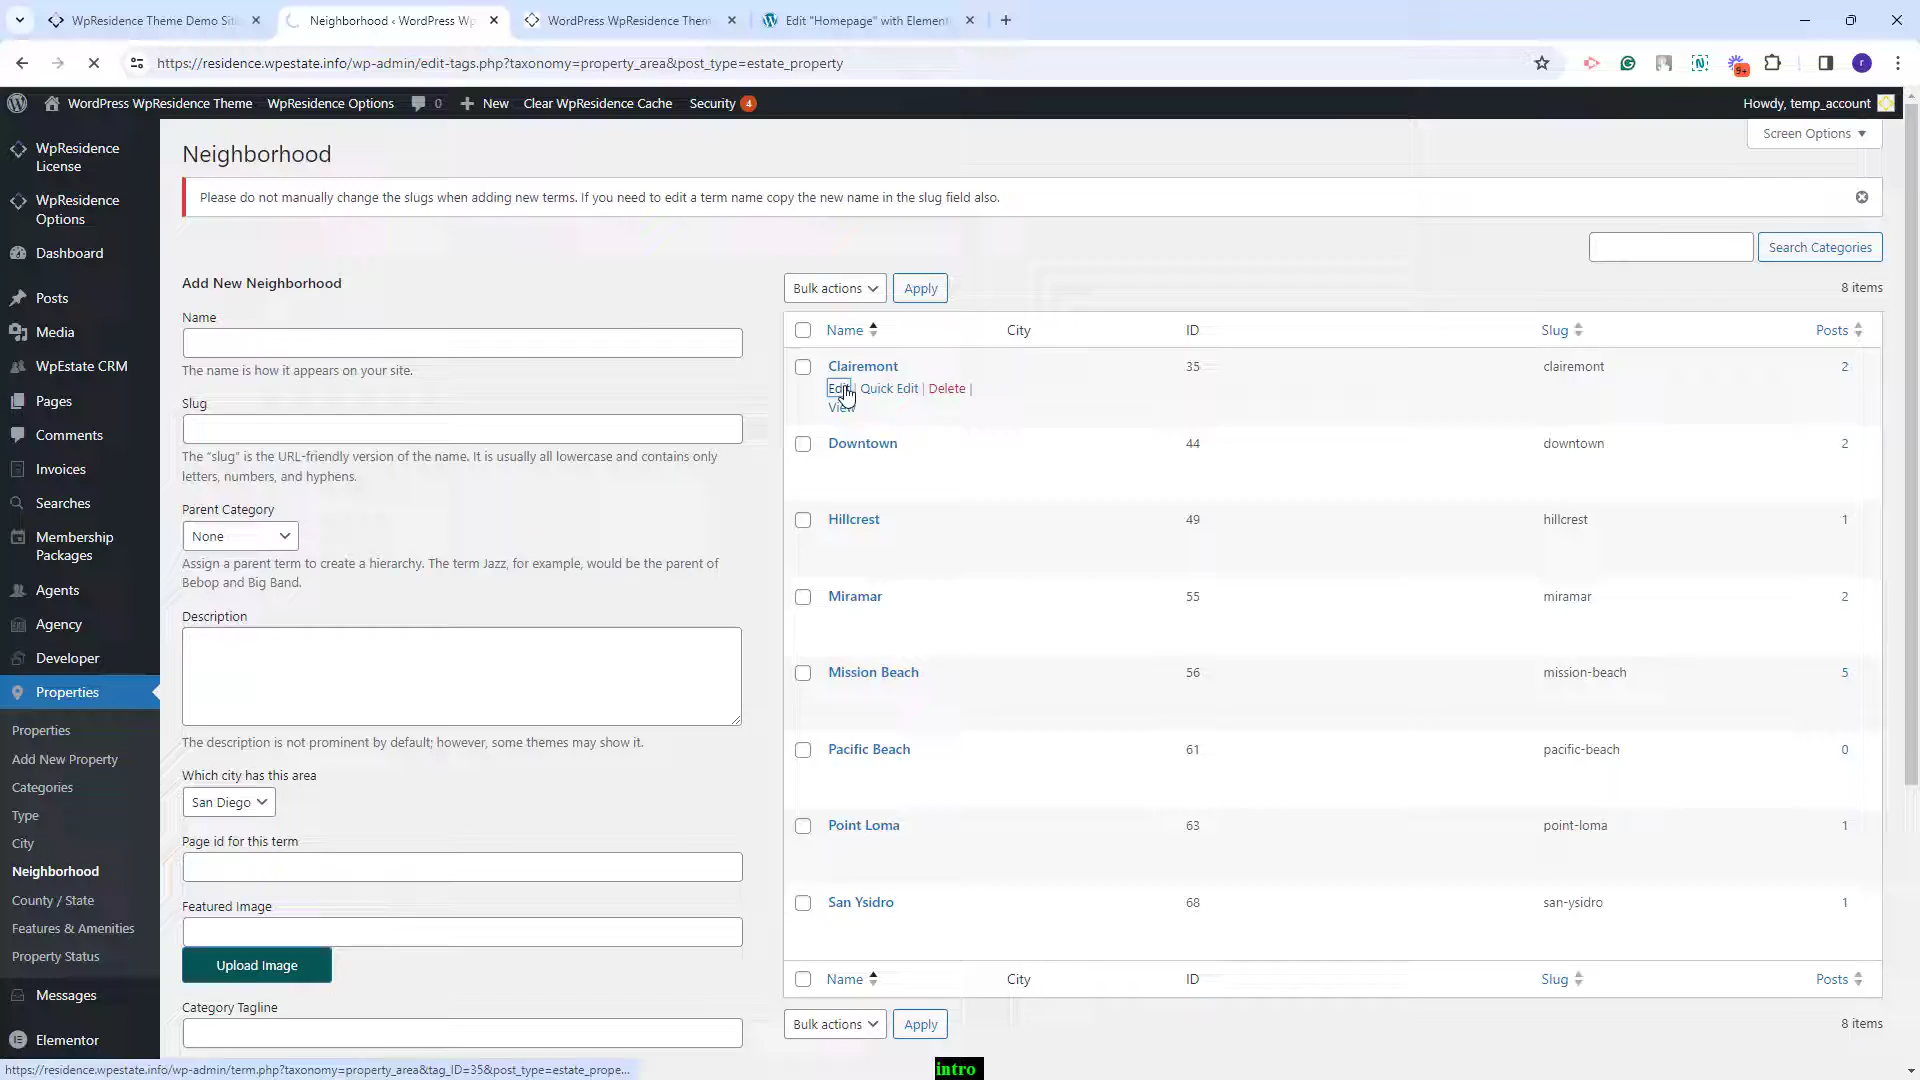 WpResidence Theme Demo Sit
Neighborhood ‹ WordPress Wp
WordPress WpResidence Them
Edit "Homepage" with Element
https://residence.wpestate.info/wp-admin/edit-tags.php?taxonomy=property_area&post_type=estate_property
9+
r
WordPress WpResidence Theme
WpResidence Options
0
New
Clear WpResidence Cache
Security 4
Howdy, temp_account
WpResidence
License
WpResidence
Options
Dashboard
Posts
Media
WpEstate CRM
Pages
Comments
Invoices
Searches
Membership
Packages
Agents
Agency
Developer
Properties
Properties
Add New Property
Categories
Type
City
Neighborhood
County / State
Features & Amenities
Property Status
Messages
Elementor
Screen Options
Neighborhood
Please do not manually change the slugs when adding new terms. If you need to edit a term name copy the new name in the slug field also.
Search Categories
Add New Neighborhood
Name
The name is how it appears on your site.
Slug
The “slug” is the URL-friendly version of the name. It is usually all lowercase and contains only
letters, numbers, and hyphens.
Parent Category
None
Assign a parent term to create a hierarchy. The term Jazz, for example, would be the parent of
Bebop and Big Band.
Description
The description is not prominent by default; however, some themes may show it.
Which city has this area
San Diego
Page id for this term
Featured Image
Upload Image
Category Tagline
Bulk actions Apply 8 items
Name City ID Slug Posts
Clairemont 35 clairemont 2
Edit | Quick Edit | Delete |
View
Downtown 44 downtown 2
Hillcrest 49 hillcrest 1
Miramar 55 miramar 2
Mission Beach 56 mission-beach 5
Pacific Beach 61 pacific-beach 0
Point Loma 63 point-loma 1
San Ysidro 68 san-ysidro 1
Name City ID Slug Posts
Bulk actions Apply 8 items
https://residence.wpestate.info/wp-admin/term.php?taxonomy=property_area&tag_ID=35&post_type=estate_prope...
intro